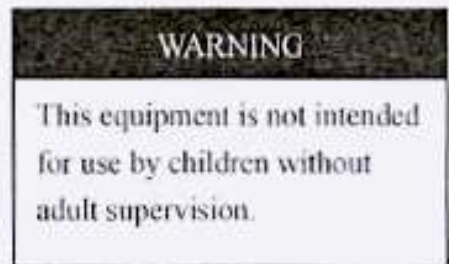 WARNING
This equipment is not intended
for use by children without
adult supervision.